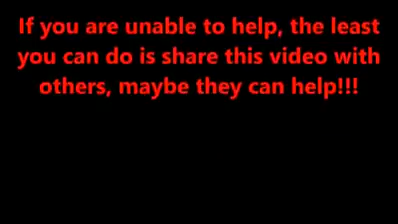 If you are unable to help, the least
you can do is share this video with
others, maybe they can help!!!